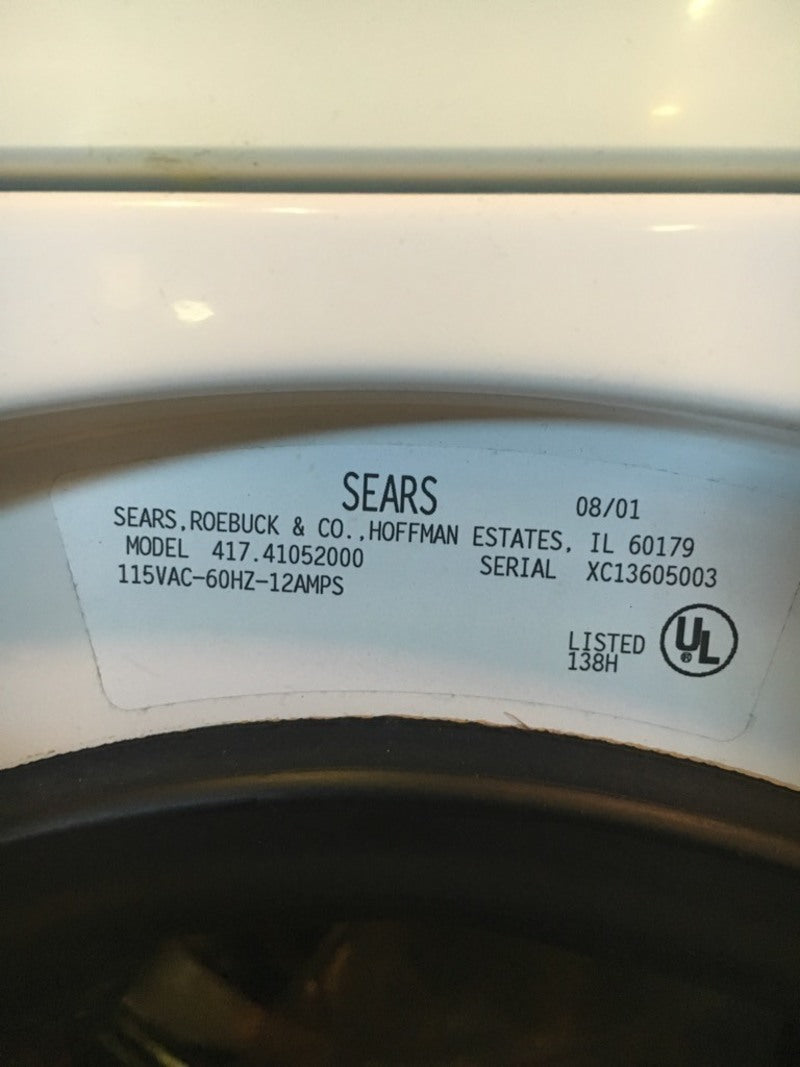 SEARS 08/01
SEARS,ROEBUCK & CO.,HOFFMAN ESTATES, IL 60179
MODEL 417.41052000 SERIAL XC13605003
115VAC-60HZ-12AMPS
LISTED UL ®
138H